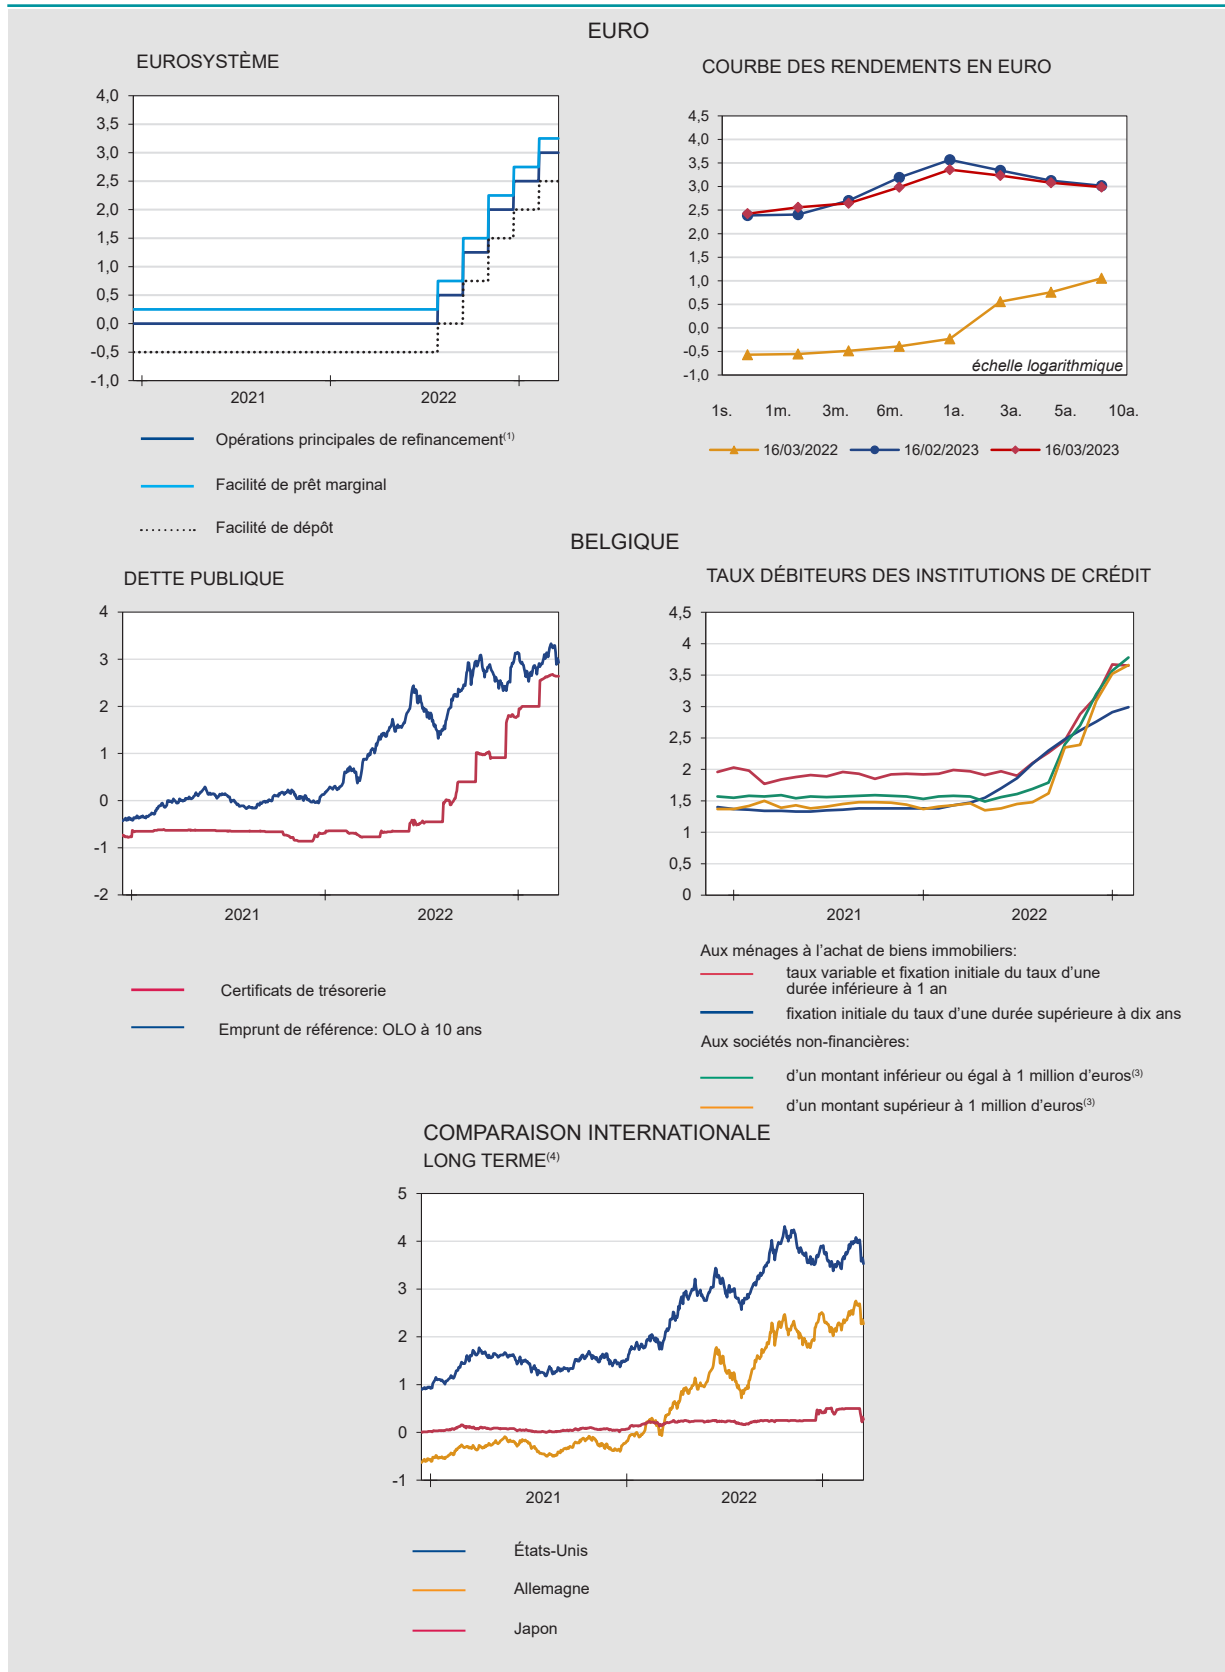 EURO
EUROSYSTÈME
4,0
3,5
3,0
2,5
2,0
1,5
1,0
0,5
0,0
-0,5
-1,0
2021
2022
Opérations principales de refinancement(1)
Facilité de prêt marginal
Facilité de dépôt
COURBE DES RENDEMENTS EN EURO
4,5
4,0
3,5
3,0
2,5
2,0
1,5
1,0
0,5
0,0
-0,5
-1,0
échelle logarithmique
1s. 1m. 3m. 6m. 1a. 3a. 5a. 10a.
16/03/2022 16/02/2023 16/03/2023
BELGIQUE
DETTE PUBLIQUE
4
3
2
1
0
-1
-2
2021
2022
Certificats de trésorerie
Emprunt de référence: OLO à 10 ans
TAUX DÉBITEURS DES INSTITUTIONS DE CRÉDIT
4,5
4
3,5
3
2,5
2
1,5
1
0,5
0
2021
2022
Aux ménages à l'achat de biens immobiliers:
taux variable et fixation initiale du taux d'une
durée inférieure à 1 an
fixation initiale du taux d'une durée supérieure à dix ans
Aux sociétés non-financières:
d'un montant inférieur ou égal à 1 million d'euros(3)
d'un montant supérieur à 1 million d'euros(3)
COMPARAISON INTERNATIONALE
LONG TERME(4)
5
4
3
2
1
0
-1
2021
2022
États-Unis
Allemagne
Japon